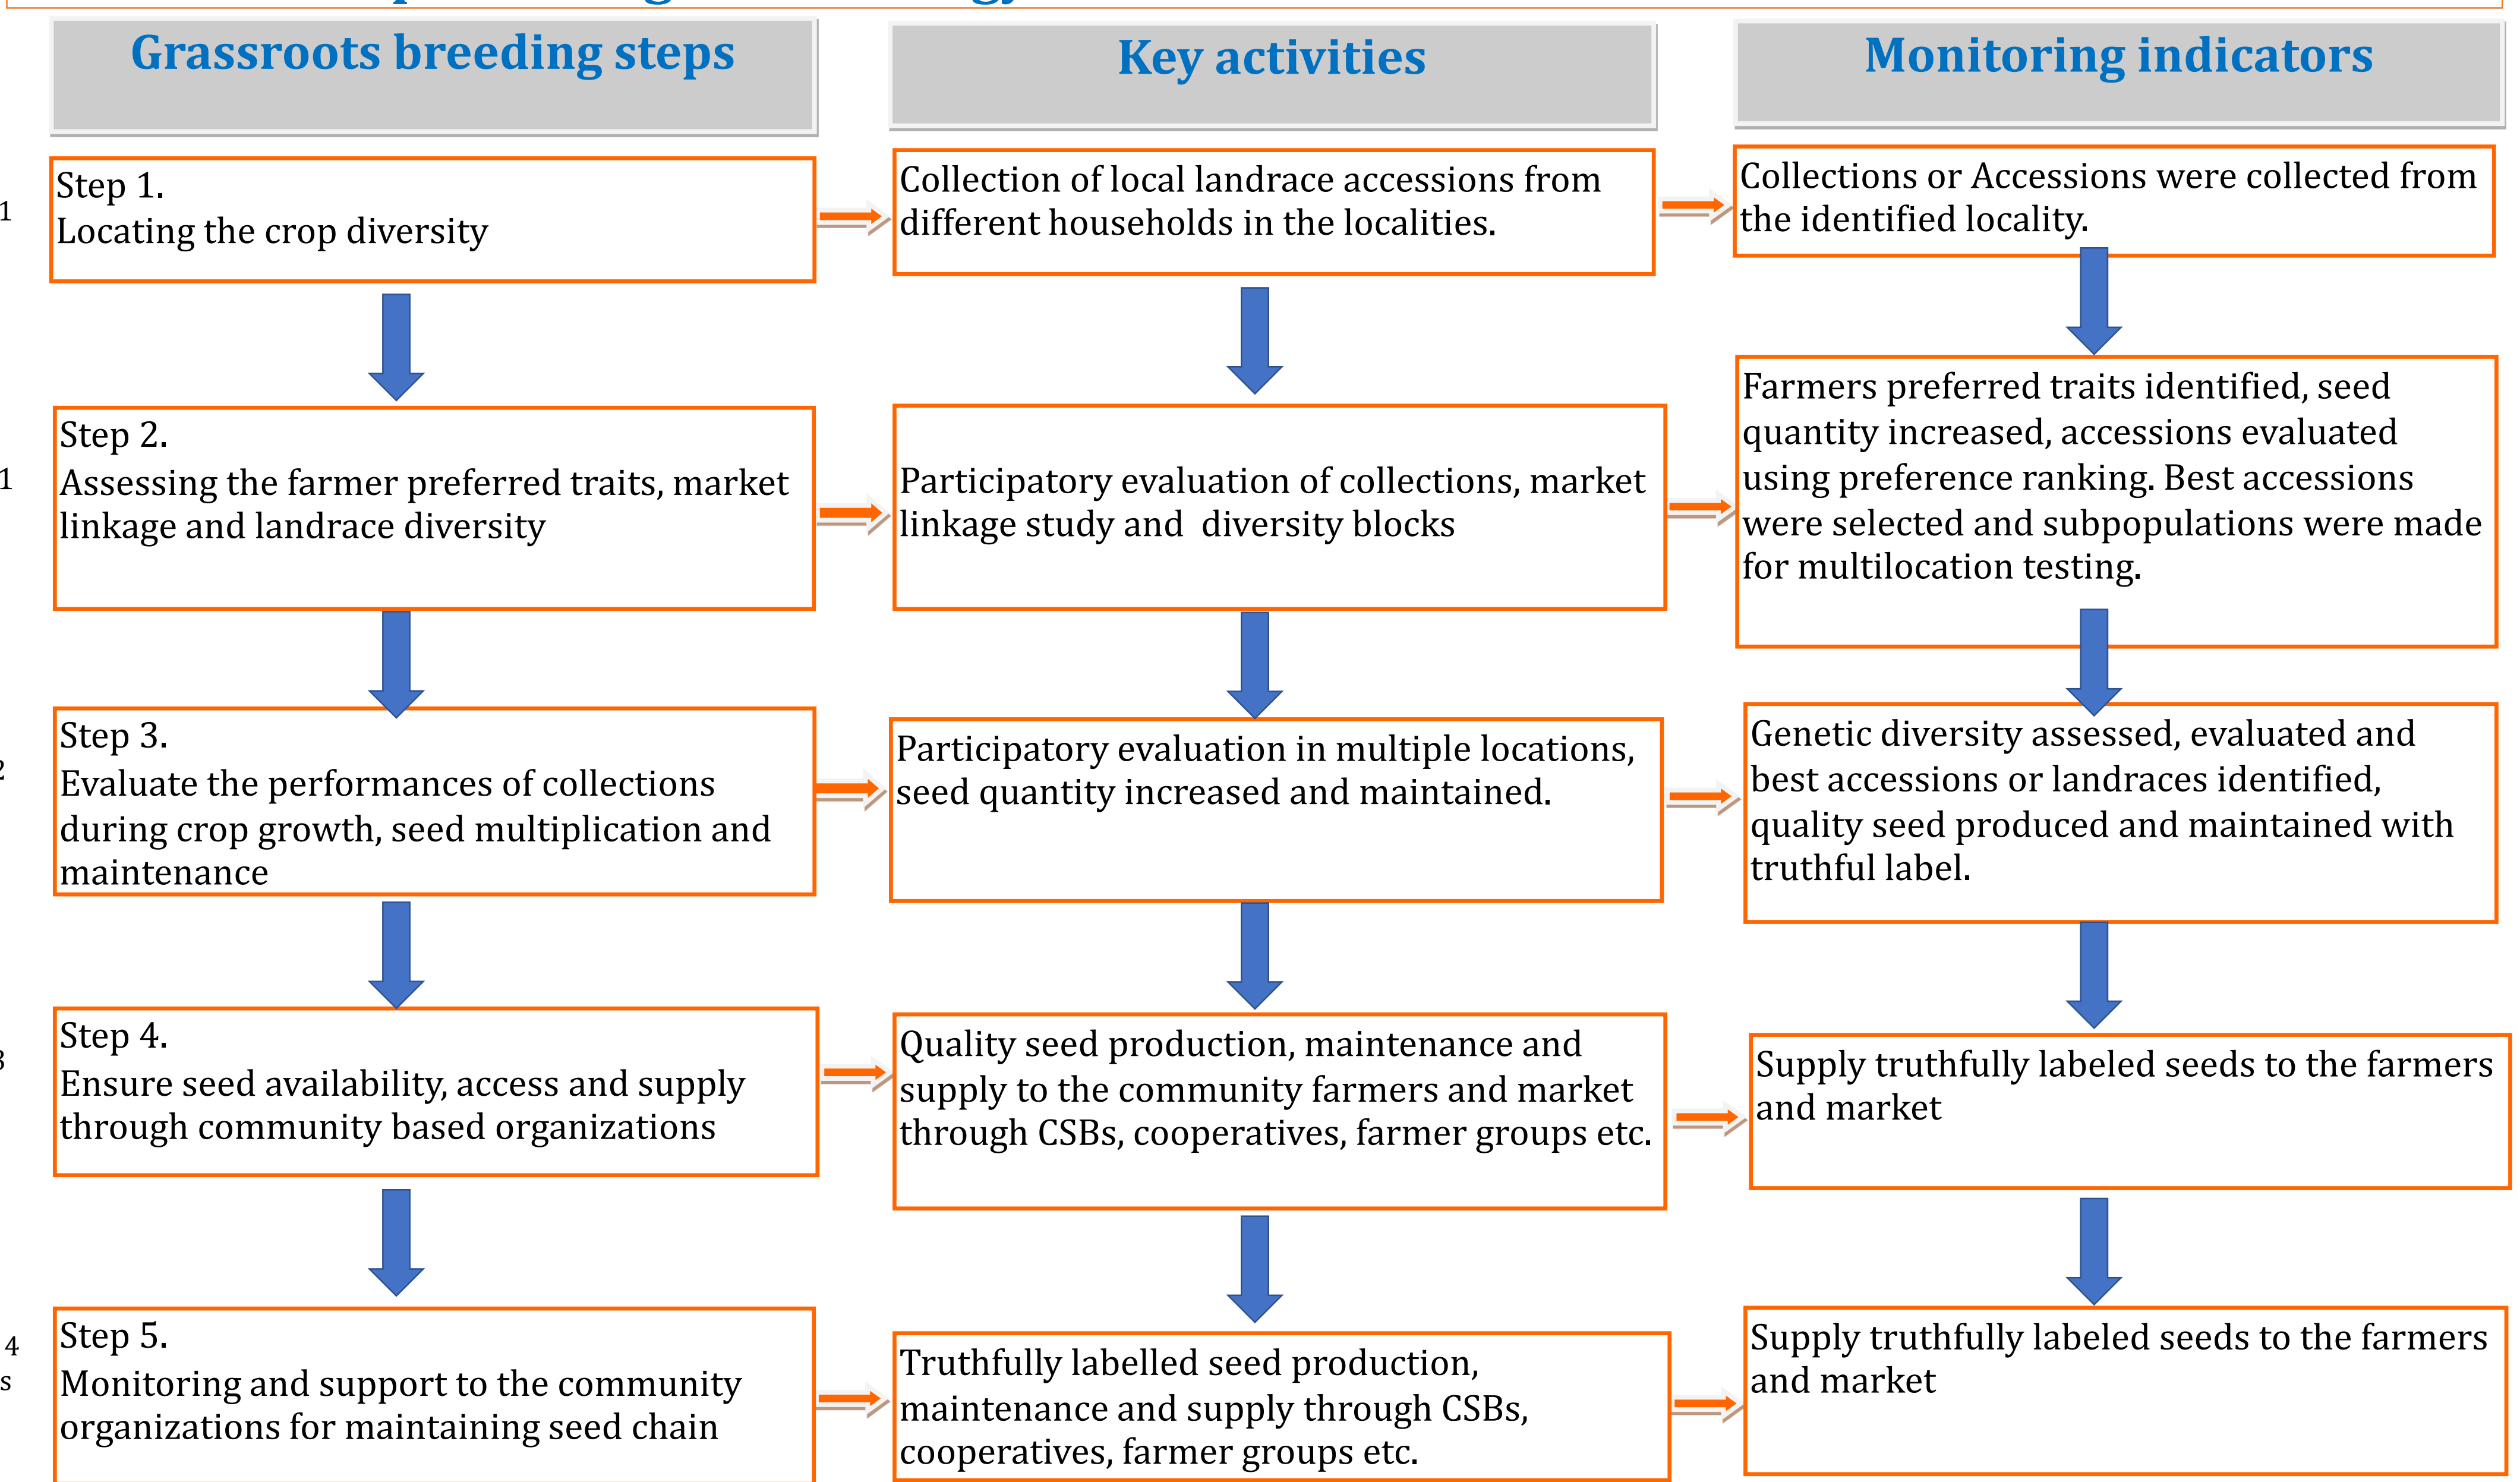 Grassroots breeding steps
Key activities
Monitoring indicators
1
Step 1.
Locating the crop diversity
Collection of local landrace accessions from
different households in the localities.
Collections or Accessions were collected from
the identified locality.
1
Step 2.
Assessing the farmer preferred traits, market
linkage and landrace diversity
Participatory evaluation of collections, market
linkage study and  diversity blocks
Farmers preferred traits identified, seed
quantity increased, accessions evaluated
using preference ranking. Best accessions
were selected and subpopulations were made
for multilocation testing.
2
Step 3.
Evaluate the performances of collections
during crop growth, seed multiplication and
maintenance
Participatory evaluation in multiple locations,
seed quantity increased and maintained.
Genetic diversity assessed, evaluated and
best accessions or landraces identified,
quality seed produced and maintained with
truthful label.
3
Step 4.
Ensure seed availability, access and supply
through community based organizations
Quality seed production, maintenance and
supply to the community farmers and market
through CSBs, cooperatives, farmer groups etc.
Supply truthfully labeled seeds to the farmers
and market
4
s
Step 5.
Monitoring and support to the community
organizations for maintaining seed chain
Truthfully labelled seed production,
maintenance and supply through CSBs,
cooperatives, farmer groups etc.
Supply truthfully labeled seeds to the farmers
and market